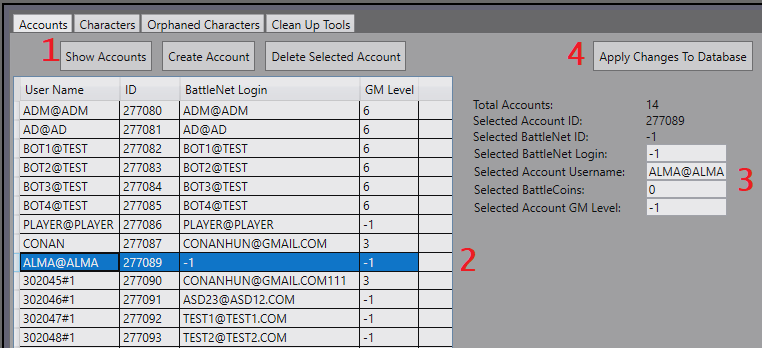 Accounts Characters Orphaned Characters Clean Up Tools
1 Show Accounts Create Account Delete Selected Account 4 Apply Changes To Database
User Name ID BattleNet Login GM Level
ADM@ADM 277080 ADM@ADM 6
AD@AD 277081 AD@AD 6
BOT1@TEST 277082 BOT1@TEST 6
BOT2@TEST 277083 BOT2@TEST 6
BOT3@TEST 277084 BOT3@TEST 6
BOT4@TEST 277085 BOT4@TEST 6
PLAYER@PLAYER 277086 PLAYER@PLAYER -1
CONAN 277087 CONANHUN@GMAIL.COM 3
ALMA@ALMA 277089 -1 -1
2
302045#1 277090 CONANHUN@GMAIL.COM111 3
302046#1 277091 ASD23@ASD12.COM -1
302047#1 277092 TEST1@TEST1.COM -1
302048#1 277093 TEST2@TEST2.COM -1
Total Accounts: 14
Selected Account ID: 277089
Selected BattleNet ID: -1
Selected BattleNet Login: -1
Selected Account Username: ALMA@ALMA
3
Selected BattleCoins: 0
Selected Account GM Level: -1